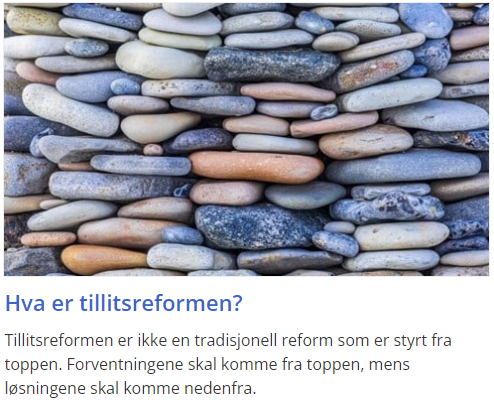 Hva er tillitsreformen?
Tillitsreformen er ikke en tradisjonell reform som er styrt fra
toppen. Forventningene skal komme fra toppen, mens
løsningene skal komme nedenfra.